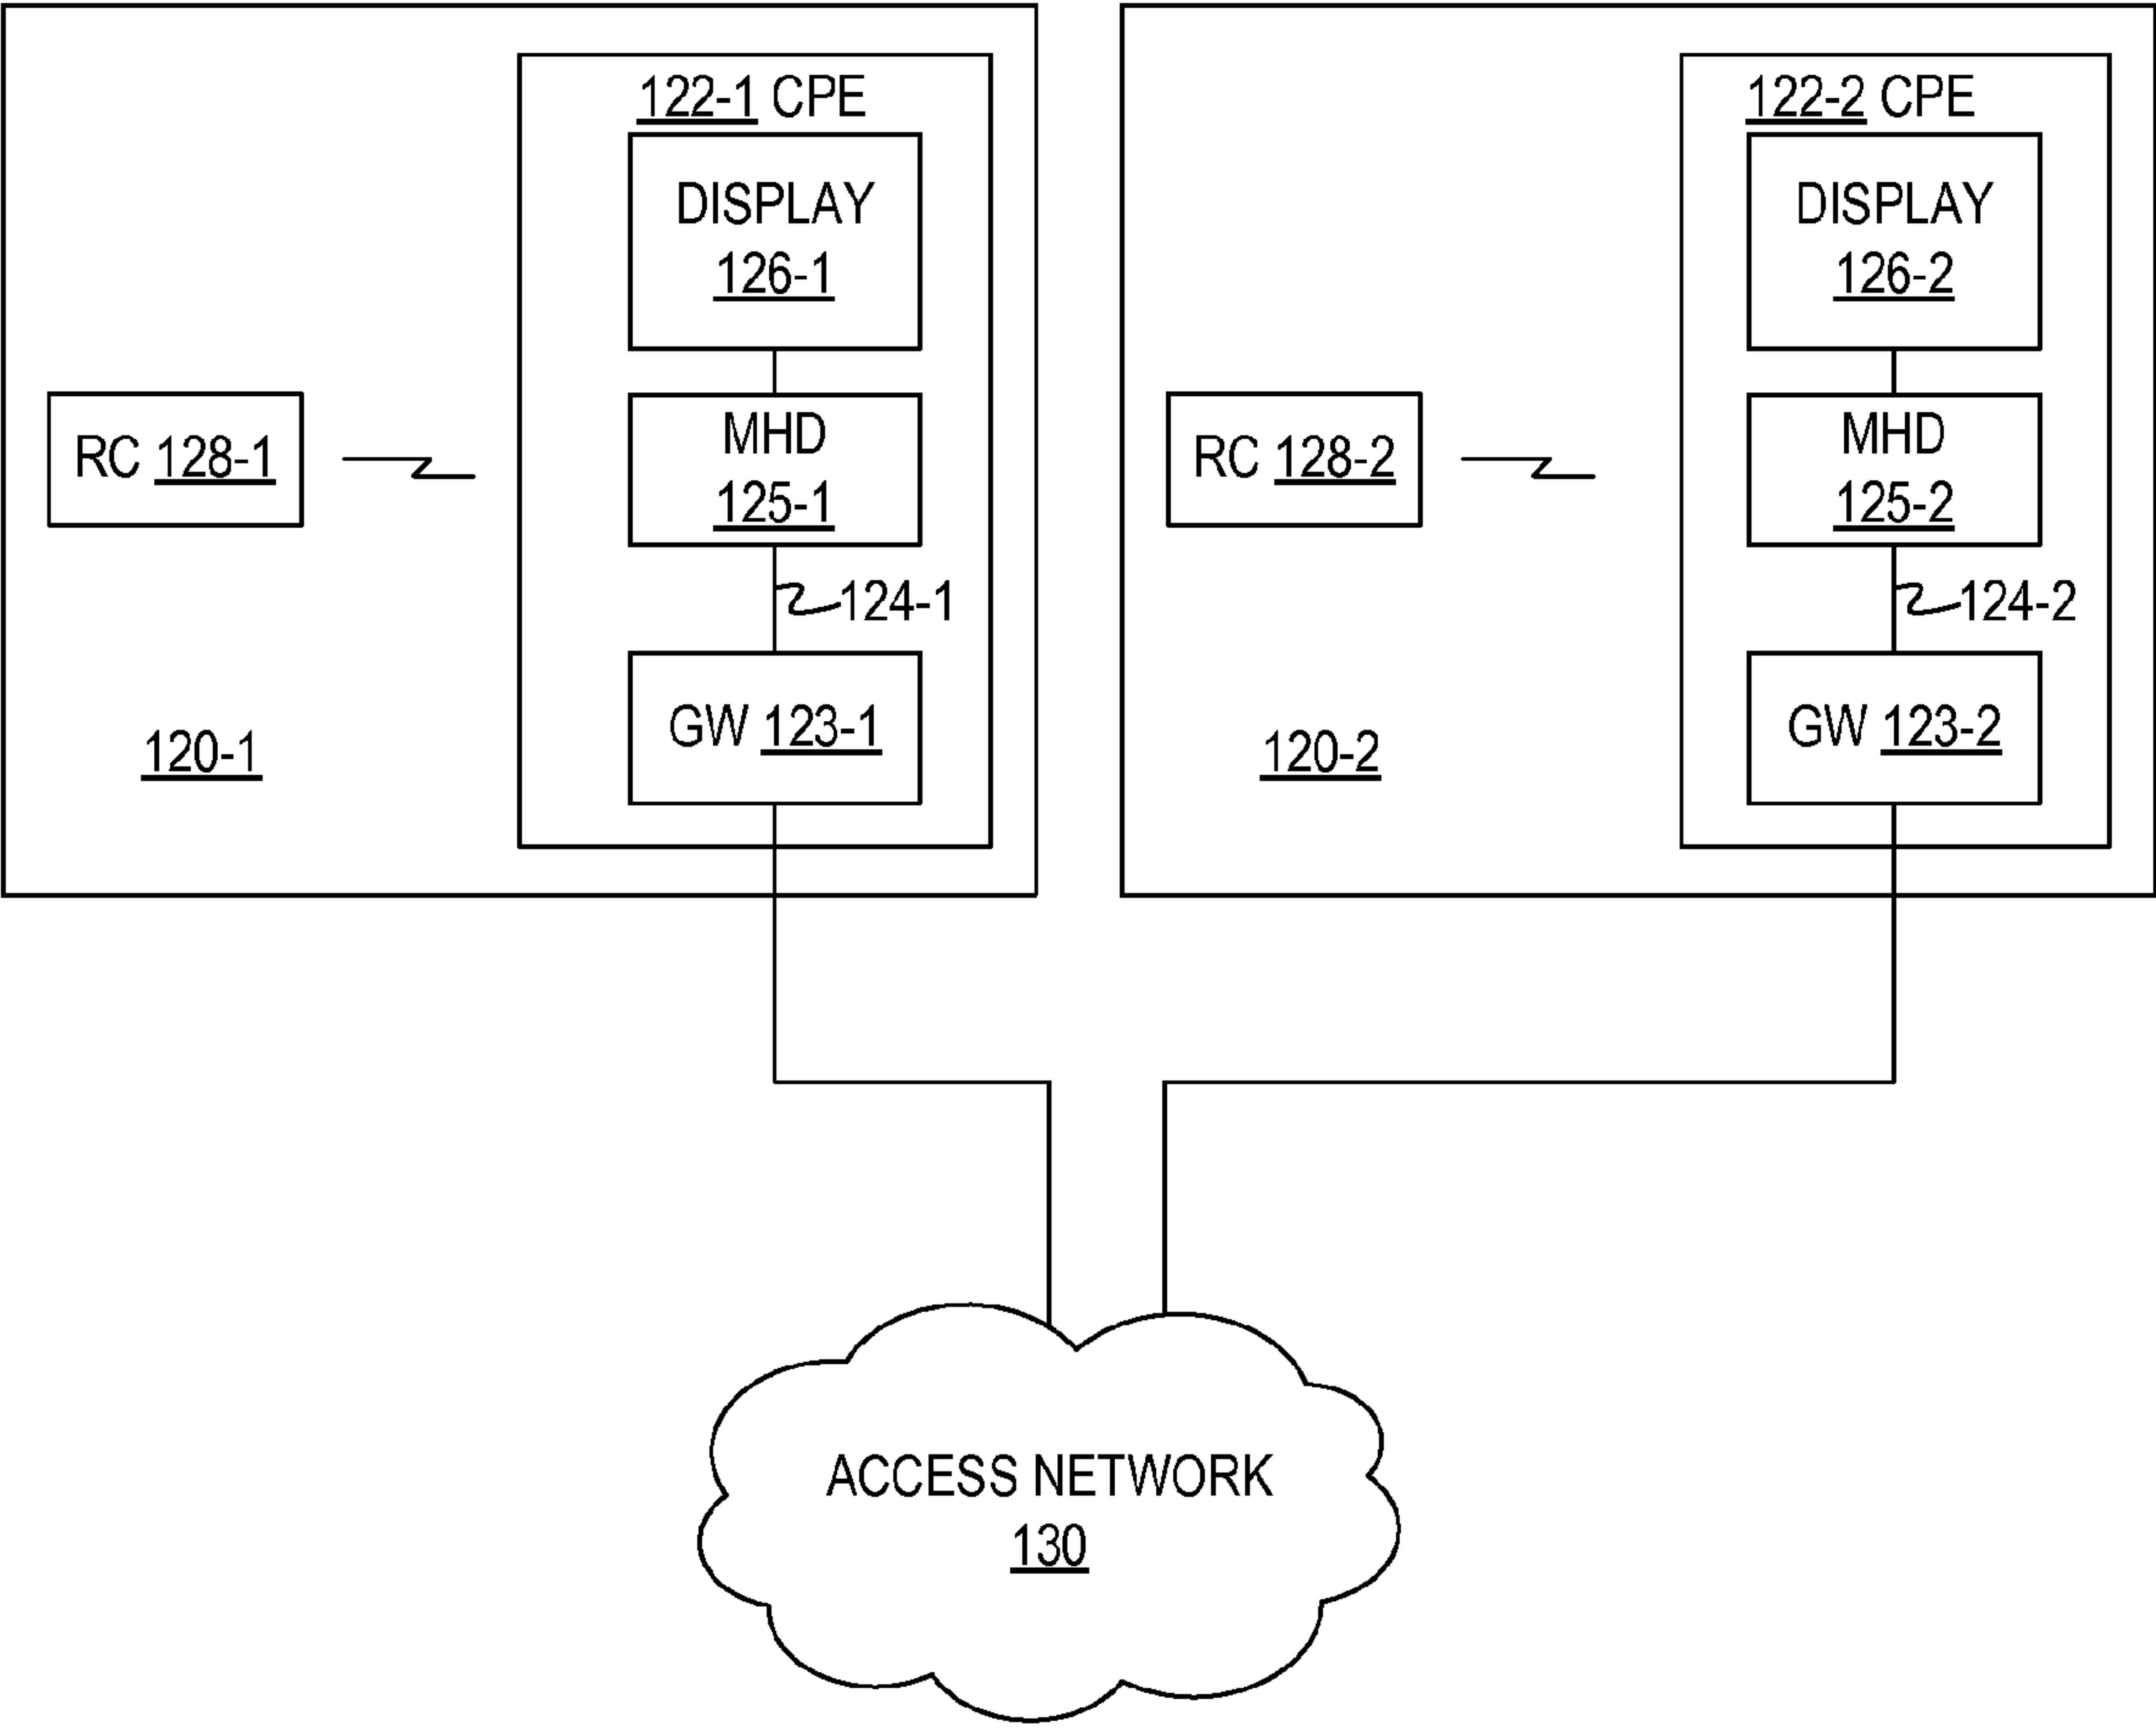 122-1 CPE
DISPLAY
126-1
MHD
125-1
RC 128-1
124-1
GW 123-1
120-1
122-2 CPE
DISPLAY
126-2
MHD
125-2
RC 128-2
124-2
GW 123-2
120-2
ACCESS NETWORK
130